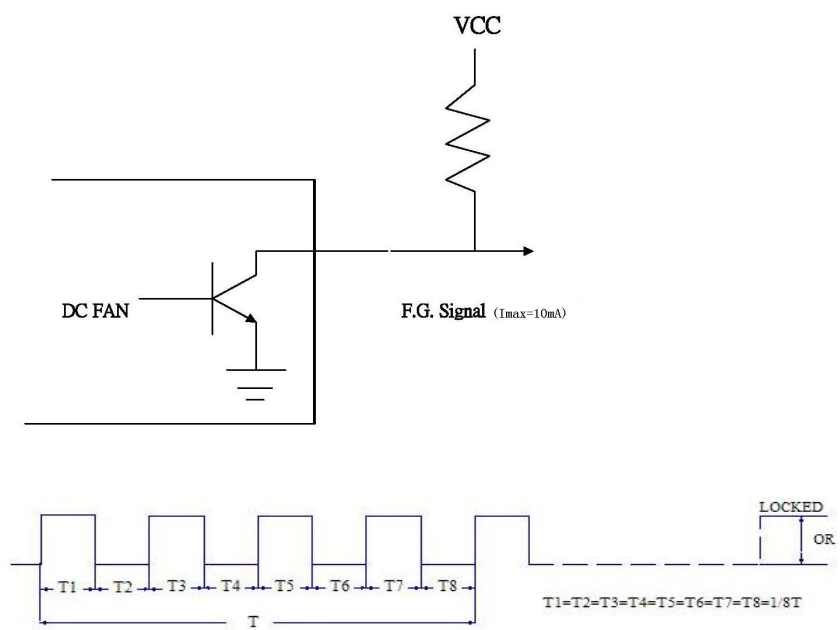 VCC
DC FAN
F.G. Signal (Imax=10mA)
LOCKED
OR
T1 T2 T3 T4 T5 T6 T7 T8
T1=T2=T3=T4=T5=T6=T7=T8=1/8T
T